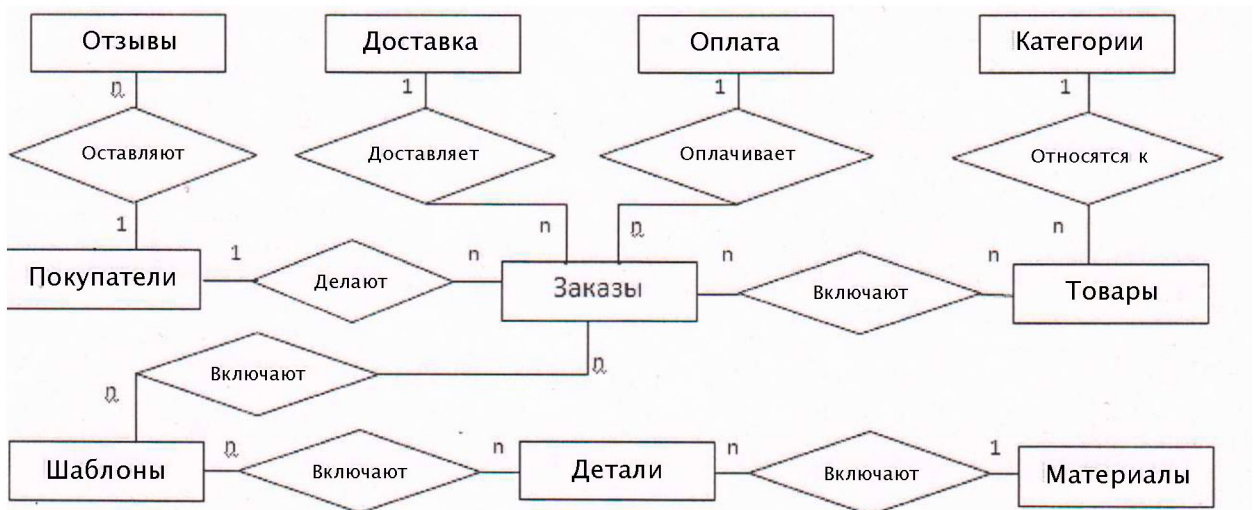 Отзывы Доставка Оплата Категории
n 1 1 1
Оставляют Доставляет Оплачивает Относятся к
1 n n n
Покупатели 1 Делают n Заказы n Включают n Товары
Включают n
n
Шаблоны n Включают n Детали n Включают 1 Материалы